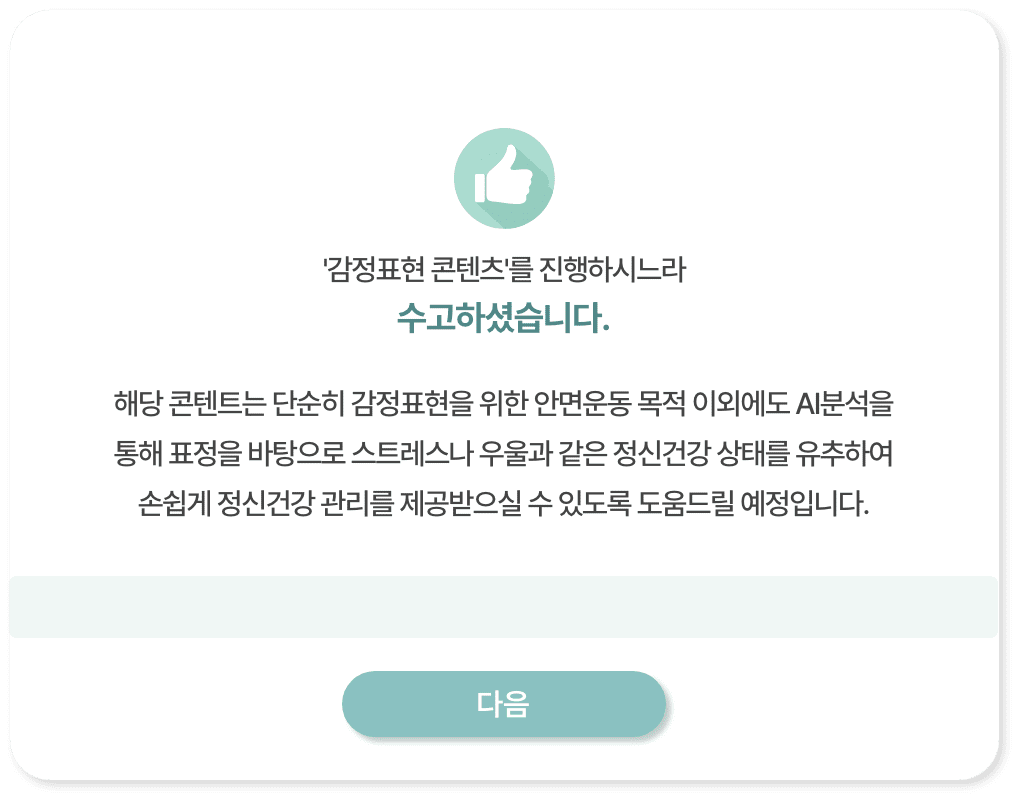 '감정표현 콘텐츠'를 진행하시느라
수고하셨습니다.
해당 콘텐트는 단순히 감정표현을 위한 안면운동 목적 이외에도 AI분석을
통해 표정을 바탕으로 스트레스나 우울과 같은 정신건강 상태를 유추하여
손쉽게 정신건강 관리를 제공받으실 수 있도록 도움드릴 예정입니다.
다음